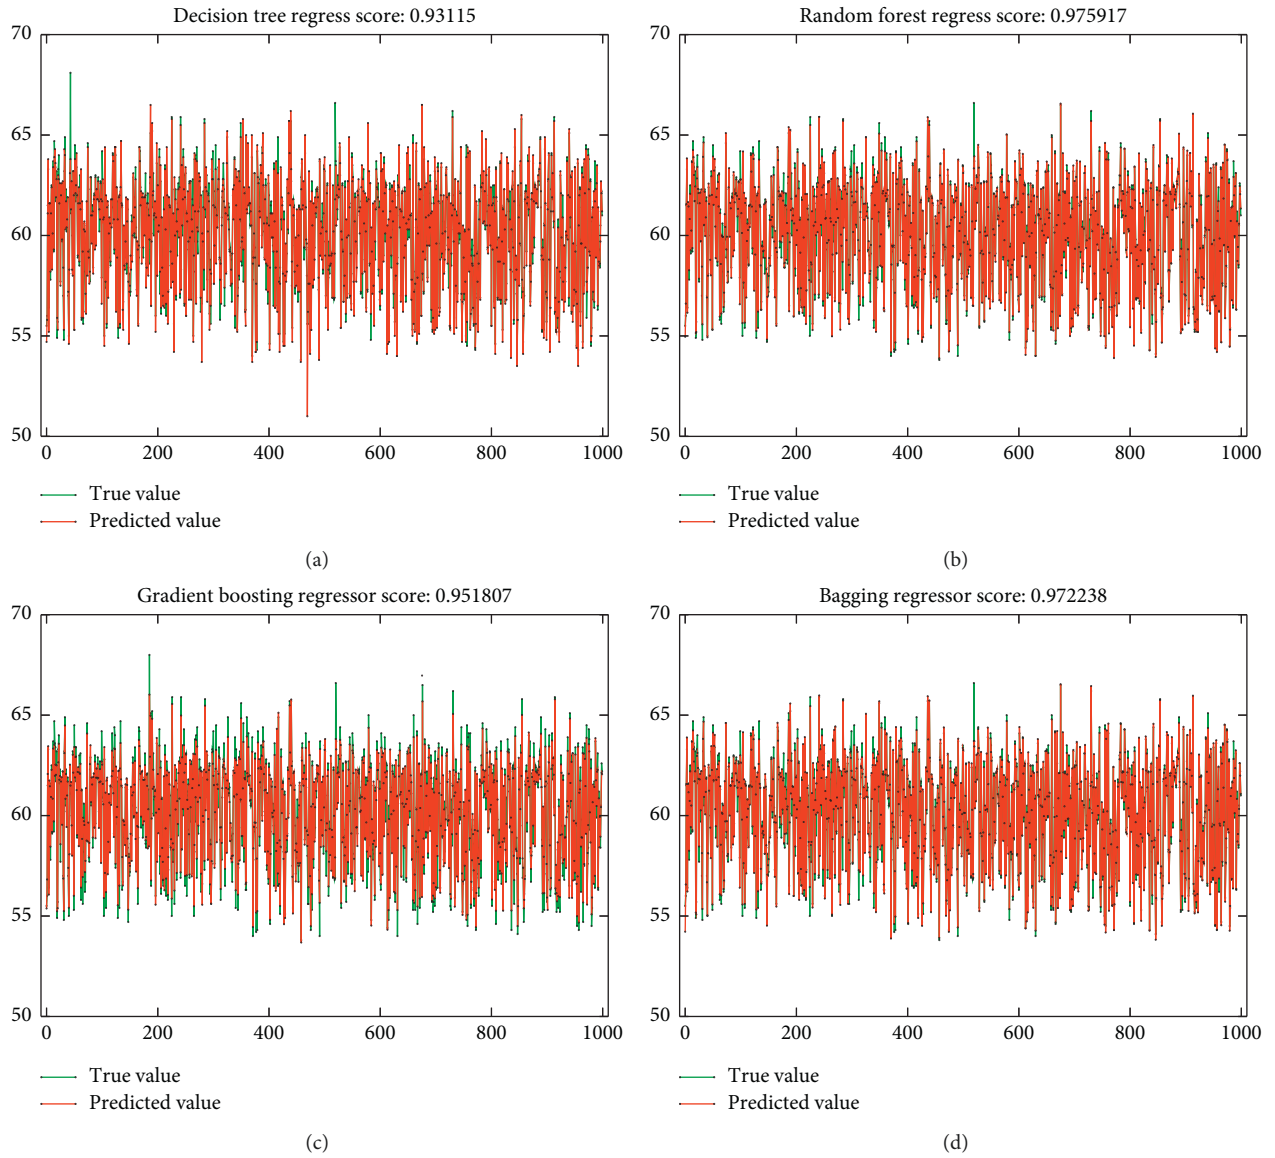 Decision tree regress score: 0.93115
70
65
60
55
50
0 200 400 600 800 1000
True value
Predicted value
(a)
Random forest regress score: 0.975917
70
65
60
55
50
0 200 400 600 800 1000
True value
Predicted value
(b)
Gradient boosting regressor score: 0.951807
70
65
60
55
50
0 200 400 600 800 1000
True value
Predicted value
(c)
Bagging regressor score: 0.972238
70
65
60
55
50
0 200 400 600 800 1000
True value
Predicted value
(d)